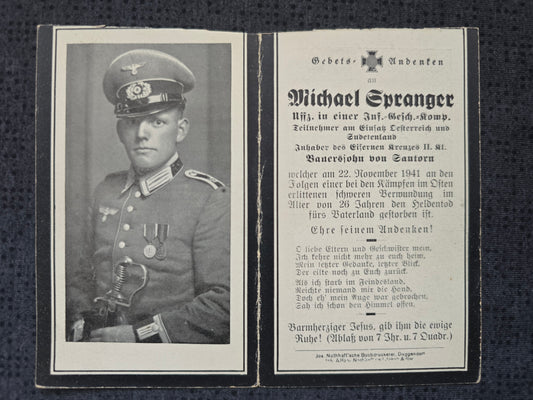 Gebets- Andenken
an
Michael Spranger
Uffz. in einer Inf.-Gesch.-Komp.
Teilnehmer am Einsatz Oesterreich und
Sudetenland
Inhaber des Eisernen Kreuzes II. Kl.
Bauerssohn von Santorn
welcher am 22. November 1941 an den
Folgen einer bei den Kämpfen im Osten
erlittenen schweren Verwundung im
Alter von 26 Jahren den Heldentod
fürs Vaterland gestorben ist.
Ehre seinem Andenken!
O liebe Eltern und Geschwister mein,
Ich kehre nicht mehr zu euch heim,
Mein letzter Gedanke, letzter Blick,
Der eilte noch zu Euch zurück.
Als ich starb im Feindesland,
Reichte niemand mir die Hand,
Doch eh' mein Auge war gebrochen,
Sah ich schon den Himmel offen.
Barmherziger Jesus, gib ihm die ewige
Ruhe! (Ablaß von 7 Jhr. u. 7 Quadr.)
Jos. Nothhaft'sche Buchdruckerei, Deggendorf